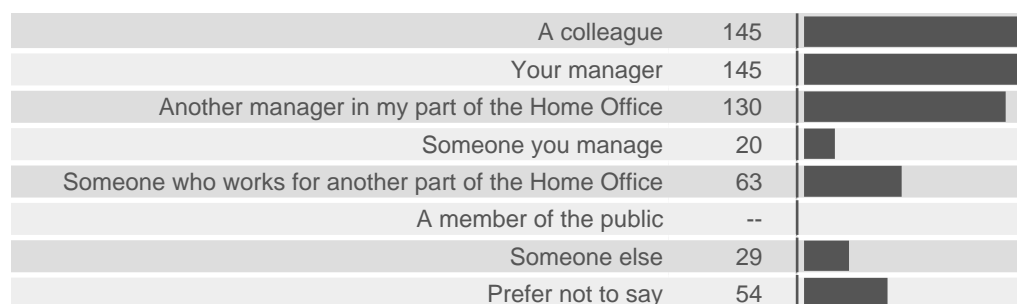 A colleague 145
Your manager 145
Another manager in my part of the Home Office 130
Someone you manage 20
Someone who works for another part of the Home Office 63
A member of the public --
Someone else 29
Prefer not to say 54